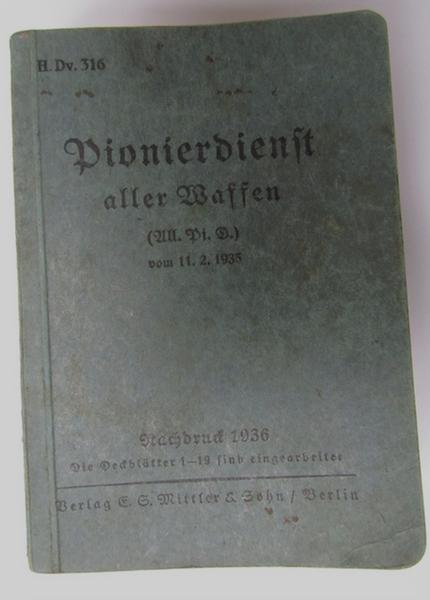 H. Dv. 316
Pionierdienſt
aller Waffen
(All. Pi. D.)
vom 11. 2. 1935
Nachdruck 1936
Die Deckblätter 1–19 ſind eingearbeitet
Verlag E. S. Mittler & Sohn / Berlin